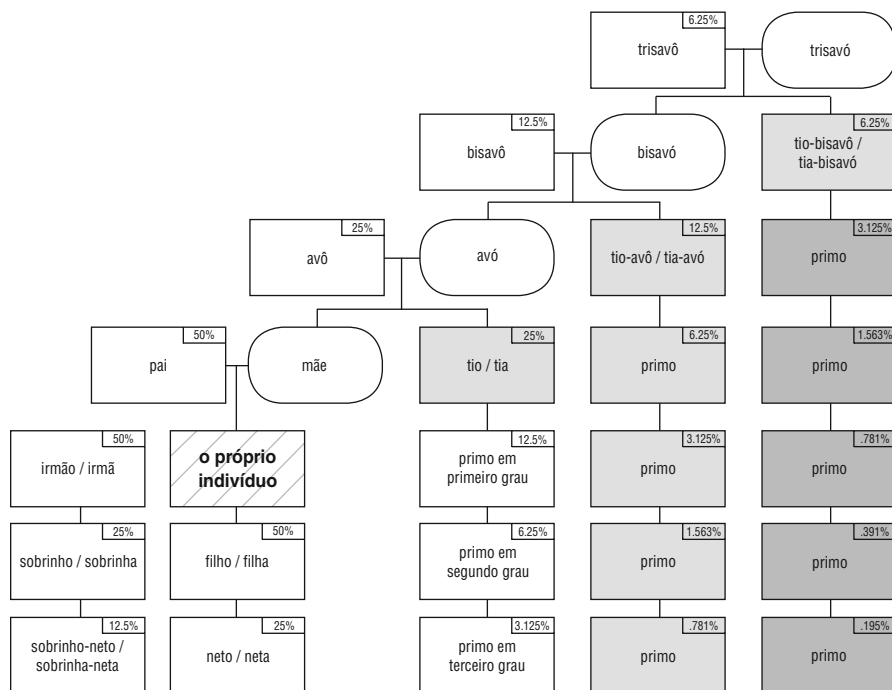 6.25%
trisavô
trisavó
12.5%
bisavô
bisavó
6.25%
tio-bisavô /
tia-bisavó
25%
avô
avó
12.5%
tio-avô / tia-avó
3.125%
primo
50%
pai
mãe
25%
tio / tia
6.25%
primo
1.563%
primo
50%
irmão / irmã
o próprio
indivíduo
12.5%
primo em
primeiro grau
3.125%
primo
.781%
primo
25%
sobrinho / sobrinha
50%
filho / filha
6.25%
primo em
segundo grau
1.563%
primo
.391%
primo
12.5%
sobrinho-neto /
sobrinha-neta
25%
neto / neta
3.125%
primo em
terceiro grau
.781%
primo
.195%
primo